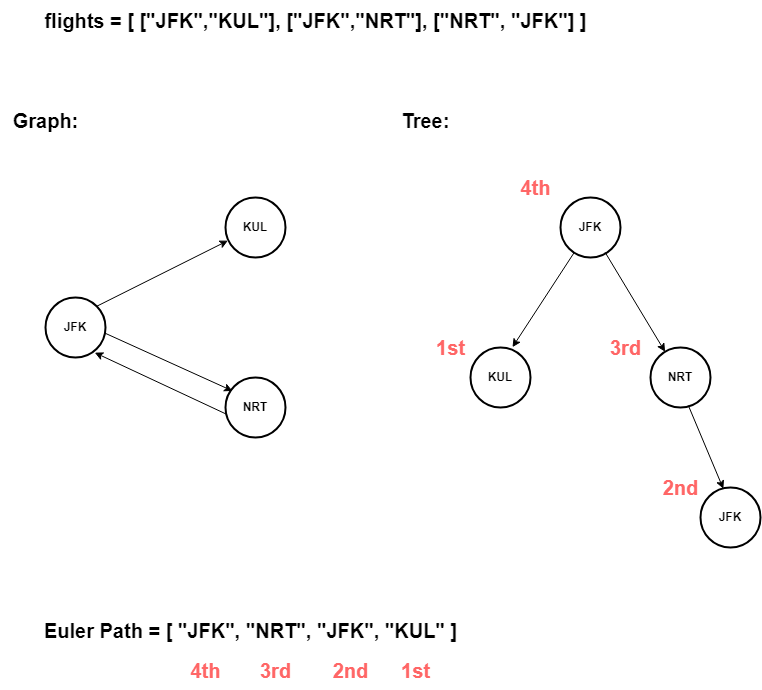 flights = [ ["JFK","KUL"], ["JFK","NRT"], ["NRT", "JFK"] ]
Graph:
KUL
JFK
NRT
Tree:
4th
JFK
1st
KUL
3rd
NRT
2nd
JFK
Euler Path = [ "JFK", "NRT", "JFK", "KUL" ]
4th 3rd 2nd 1st